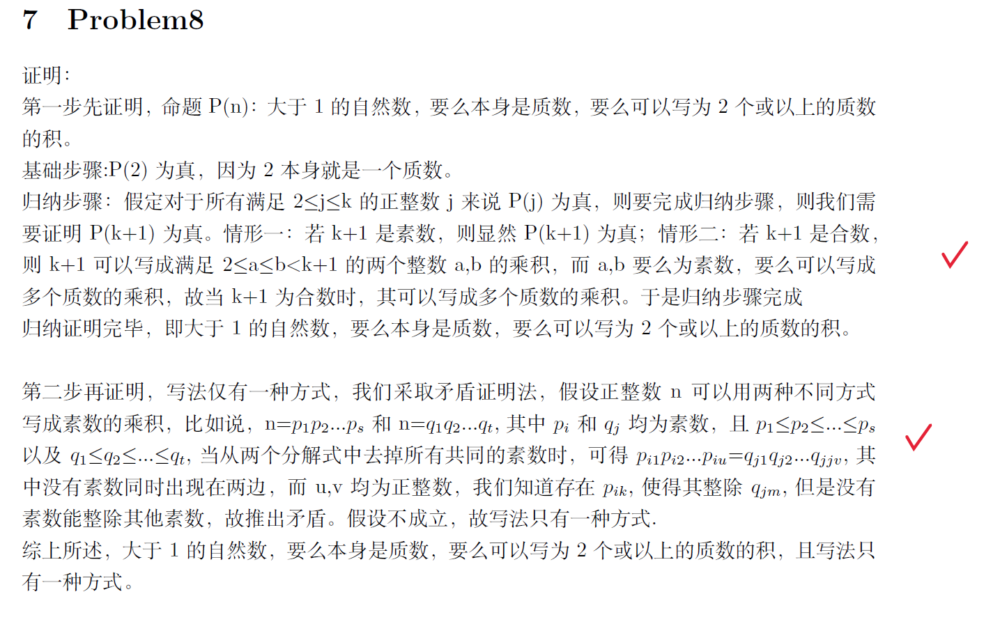 7 Problem8
证明：
第一步先证明，命题 P(n)：大于 1 的自然数，要么本身是质数，要么可以写为 2 个或以上的质数
的积。
基础步骤:P(2) 为真，因为 2 本身就是一个质数。
归纳步骤：假定对于所有满足 2≤j≤k 的正整数 j 来说 P(j) 为真，则要完成归纳步骤，则我们需
要证明 P(k+1) 为真。情形一：若 k+1 是素数，则显然 P(k+1) 为真；情形二：若 k+1 是合数，
则 k+1 可以写成满足 2≤a≤b<k+1 的两个整数 a,b 的乘积，而 a,b 要么为素数，要么可以写成
多个质数的乘积，故当 k+1 为合数时，其可以写成多个质数的乘积。于是归纳步骤完成
归纳证明完毕，即大于 1 的自然数，要么本身是质数，要么可以写为 2 个或以上的质数的积。
第二步再证明，写法仅有一种方式，我们采取矛盾证明法，假设正整数 n 可以用两种不同方式
写成素数的乘积，比如说，n=p₁p₂...pₛ 和 n=q₁q₂...qₜ, 其中 pᵢ 和 qⱼ 均为素数，且 p₁≤p₂≤...≤pₛ
以及 q₁≤q₂≤...≤qₜ, 当从两个分解式中去掉所有共同的素数时，可得 p_{i1}p_{i2}...p_{iu}=q_{j1}q_{j2}...q_{jjv}, 其
中没有素数同时出现在两边，而 u,v 均为正整数，我们知道存在 p_{ik}, 使得其整除 q_{jm}, 但是没有
素数能整除其他素数，故推出矛盾。假设不成立，故写法只有一种方式.
综上所述，大于 1 的自然数，要么本身是质数，要么可以写为 2 个或以上的质数的积，且写法只
有一种方式。